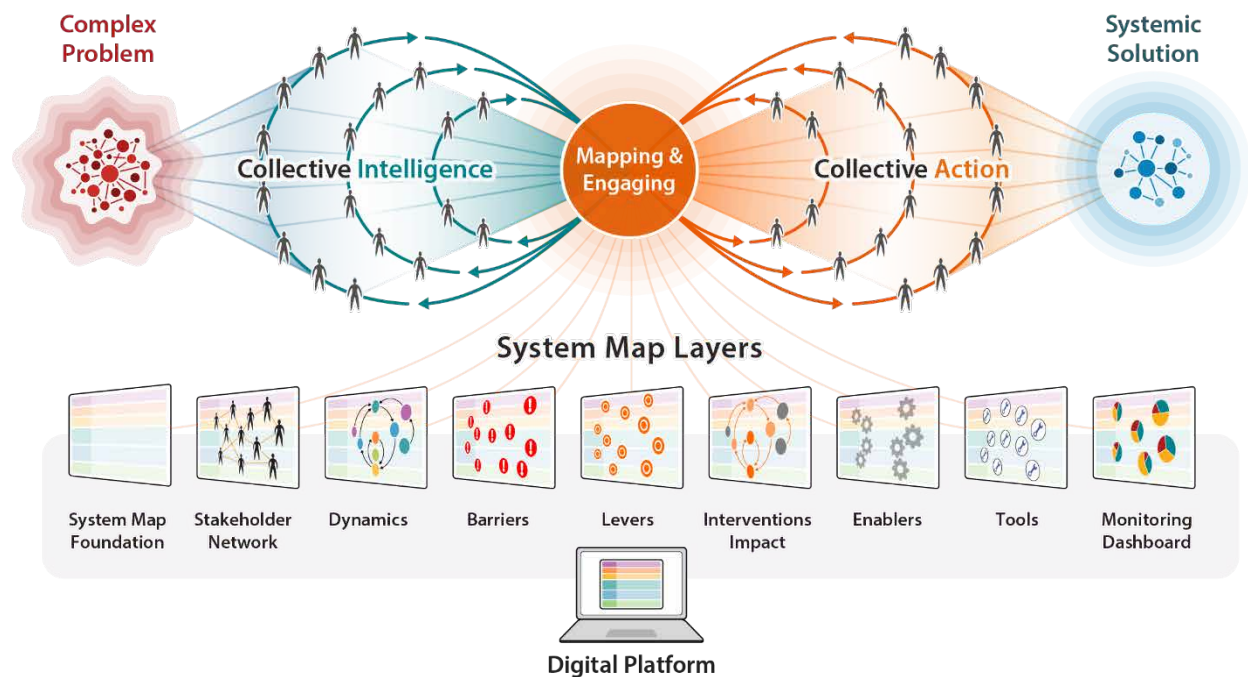 Complex
Problem
Systemic
Solution
Collective Intelligence
Mapping &
Engaging
Collective Action
System Map Layers
System Map
Foundation
Stakeholder
Network
Dynamics
Barriers
Levers
Interventions
Impact
Enablers
Tools
Monitoring
Dashboard
Digital Platform